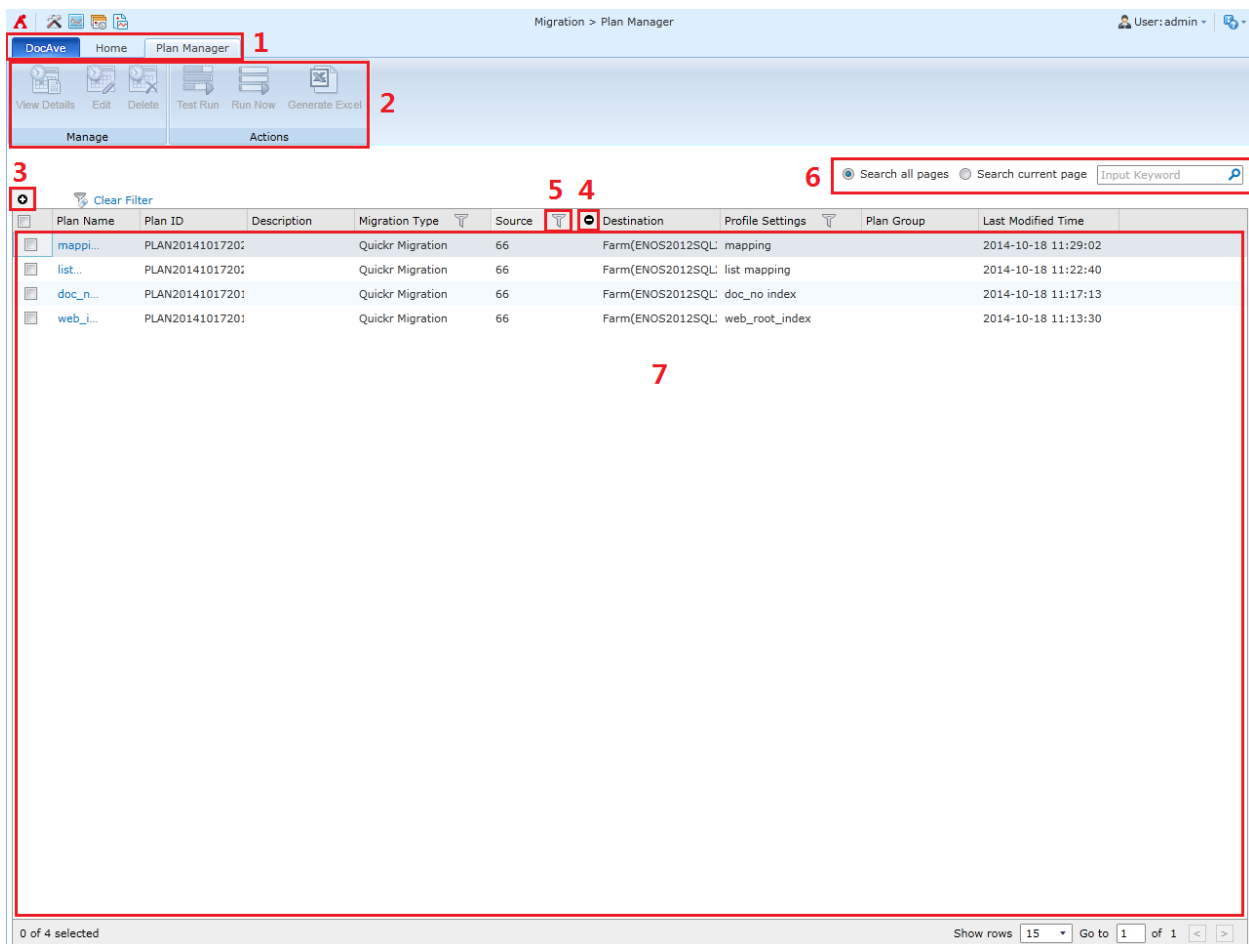 Migration > Plan Manager
User:admin
DocAve Home Plan Manager 1
View Details Edit Delete Test Run Run Now Generate Excel 2
Manage Actions
3 5 4 6 Search all pages Search current page Input Keyword
Clear Filter
Plan Name Plan ID Description Migration Type Source Destination Profile Settings Plan Group Last Modified Time
mappi... PLAN20141017202 Quickr Migration 66 Farm(ENOS2012SQL: mapping 2014-10-18 11:29:02
list... PLAN20141017202 Quickr Migration 66 Farm(ENOS2012SQL: list mapping 2014-10-18 11:22:40
doc_n... PLAN20141017201 Quickr Migration 66 Farm(ENOS2012SQL: doc_no index 2014-10-18 11:17:13
web_i... PLAN20141017201 Quickr Migration 66 Farm(ENOS2012SQL: web_root_index 2014-10-18 11:13:30
7
0 of 4 selected Show rows 15 Go to 1 of 1 < >